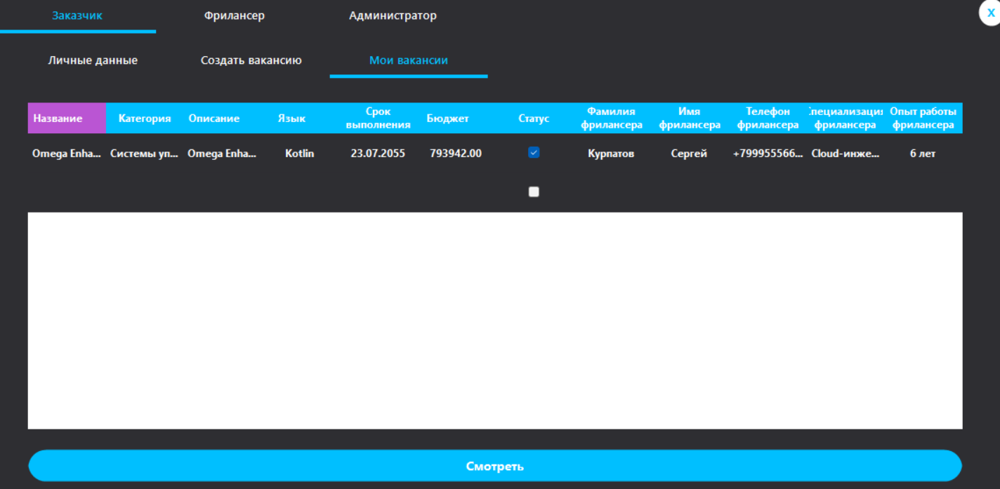 Заказчик Фрилансер Администратор X
Личные данные Создать вакансию Мои вакансии
Название Категория Описание Язык Срок выполнения Бюджет Статус Фамилия фрилансера Имя фрилансера Телефон фрилансера пециализация фрилансера Опыт работы фрилансера
Omega Enha... Системы уп... Omega Enha... Kotlin 23.07.2055 793942.00 Курпатов Сергей +799955566... Cloud-инже... 6 лет
Смотреть